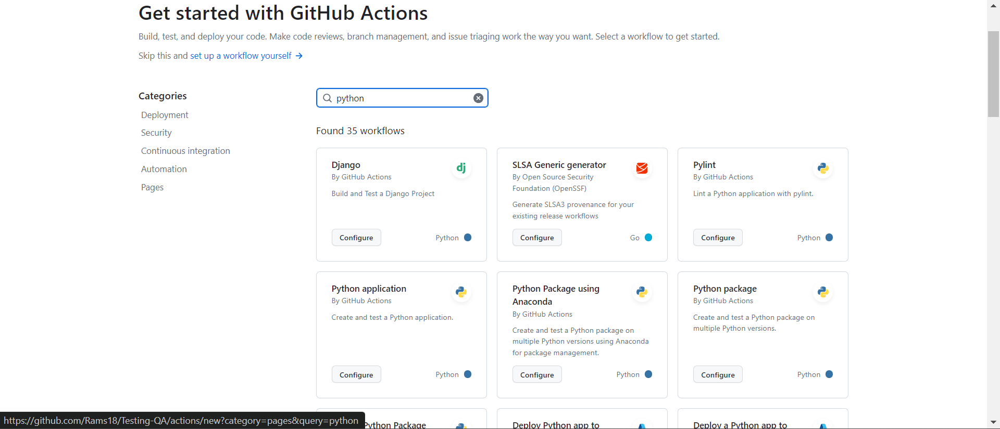 Get started with GitHub Actions
Build, test, and deploy your code. Make code reviews, branch management, and issue triaging work the way you want. Select a workflow to get started.
Skip this and set up a workflow yourself →
Categories
Deployment
Security
Continuous integration
Automation
Pages
python
Found 35 workflows
Django
By GitHub Actions
Build and Test a Django Project
Configure
Python
dj
SLSA Generic generator
By Open Source Security
Foundation (OpenSSF)
Generate SLSA3 provenance for your
existing release workflows
Configure
Go
Pylint
By GitHub Actions
Lint a Python application with pylint.
Configure
Python
Python application
By GitHub Actions
Create and test a Python application.
Configure
Python
Python Package using
Anaconda
By GitHub Actions
Create and test a Python package on
multiple Python versions using Anaconda
for package management.
Configure
Python
Python package
By GitHub Actions
Create and test a Python package on
multiple Python versions.
Configure
Python
Python Package
Deploy Python app to
Deploy a Python app to
https://github.com/Rams18/Testing-QA/actions/new?category=pages&query=python